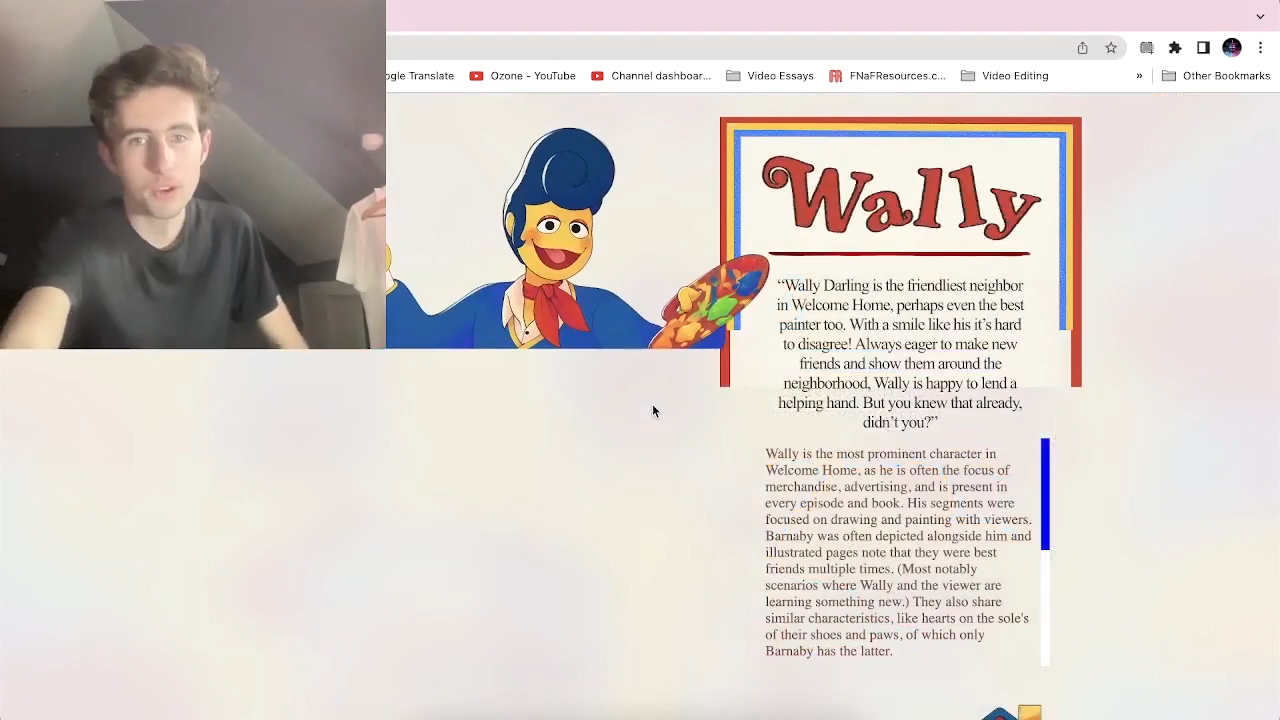 ogle Translate
Ozone - YouTube
Channel dashboar...
Video Essays
FNaFResources.c...
Video Editing
»
Other Bookmarks
Wally
“Wally Darling is the friendliest neighbor
in Welcome Home, perhaps even the best
painter too. With a smile like his it’s hard
to disagree! Always eager to make new
friends and show them around the
neighborhood, Wally is happy to lend a
helping hand. But you knew that already,
didn’t you?”
Wally is the most prominent character in
Welcome Home, as he is often the focus of
merchandise, advertising, and is present in
every episode and book. His segments were
focused on drawing and painting with viewers.
Barnaby was often depicted alongside him and
illustrated pages note that they were best
friends multiple times. (Most notably
scenarios where Wally and the viewer are
learning something new.) They also share
similar characteristics, like hearts on the sole's
of their shoes and paws, of which only
Barnaby has the latter.